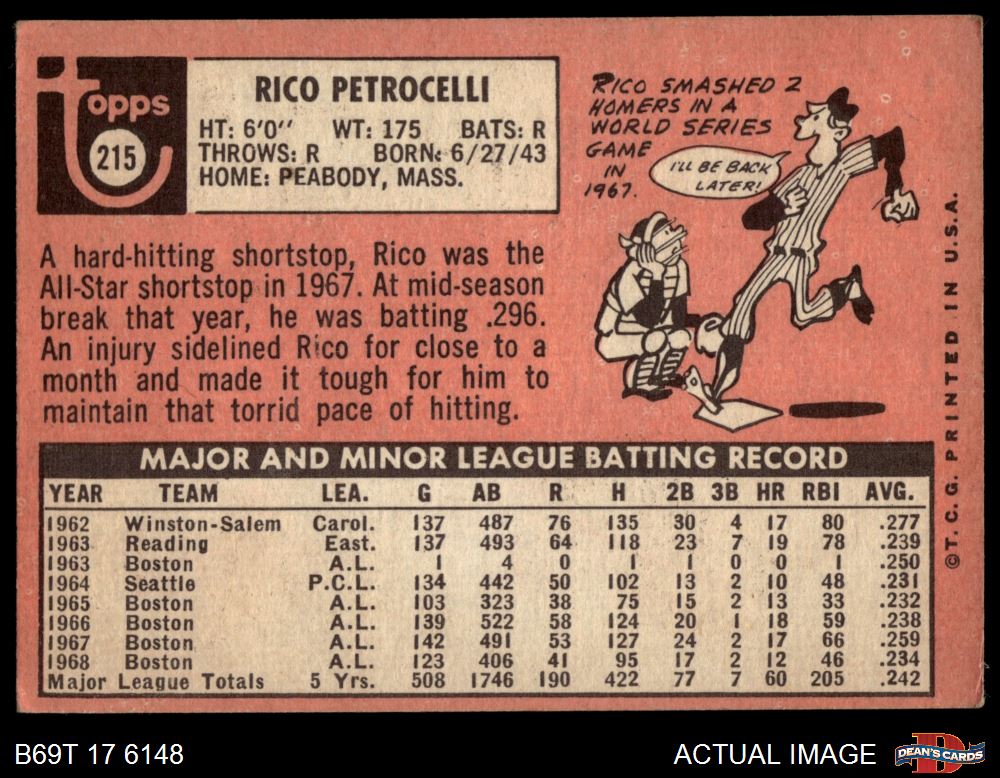 topps
215
RICO PETROCELLI
HT: 6'0" WT: 175 BATS: R
THROWS: R BORN: 6/27/43
HOME: PEABODY, MASS.
RICO SMASHED 2
HOMERS IN A
WORLD SERIES
GAME
IN
1967.
I'LL BE BACK
LATER!
A hard-hitting shortstop, Rico was the
All-Star shortstop in 1967. At mid-season
break that year, he was batting .296.
An injury sidelined Rico for close to a
month and made it tough for him to
maintain that torrid pace of hitting.
MAJOR AND MINOR LEAGUE BATTING RECORD
YEAR TEAM LEA. G AB R H 2B 3B HR RBI AVG.
1962 Winston-Salem Carol. 137 487 76 135 30 4 17 80 .277
1963 Reading East. 137 493 64 118 23 7 19 78 .239
1963 Boston A.L. 1 4 0 1 1 0 0 1 .250
1964 Seattle P.C.L. 134 442 50 102 13 2 10 48 .231
1965 Boston A.L. 103 323 38 75 15 2 13 33 .232
1966 Boston A.L. 139 522 58 124 20 1 18 59 .238
1967 Boston A.L. 142 491 53 127 24 2 17 66 .259
1968 Boston A.L. 123 406 41 95 17 2 12 46 .234
Major League Totals 5 Yrs. 508 1746 190 422 77 7 60 205 .242
©T. C. G. PRINTED IN U.S.A.
B69T 17 6148
ACTUAL IMAGE
DEAN'S CARDS